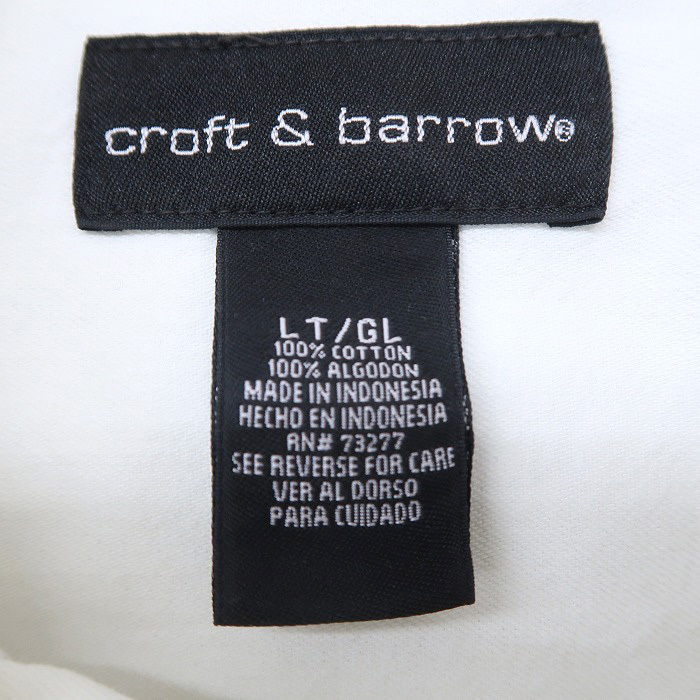 croft & barrow®
LT/GL
100% COTTON
100% ALGODON
MADE IN INDONESIA
HECHO EN INDONESIA
RN# 73277
SEE REVERSE FOR CARE
VER AL DORSO
PARA CUIDADO